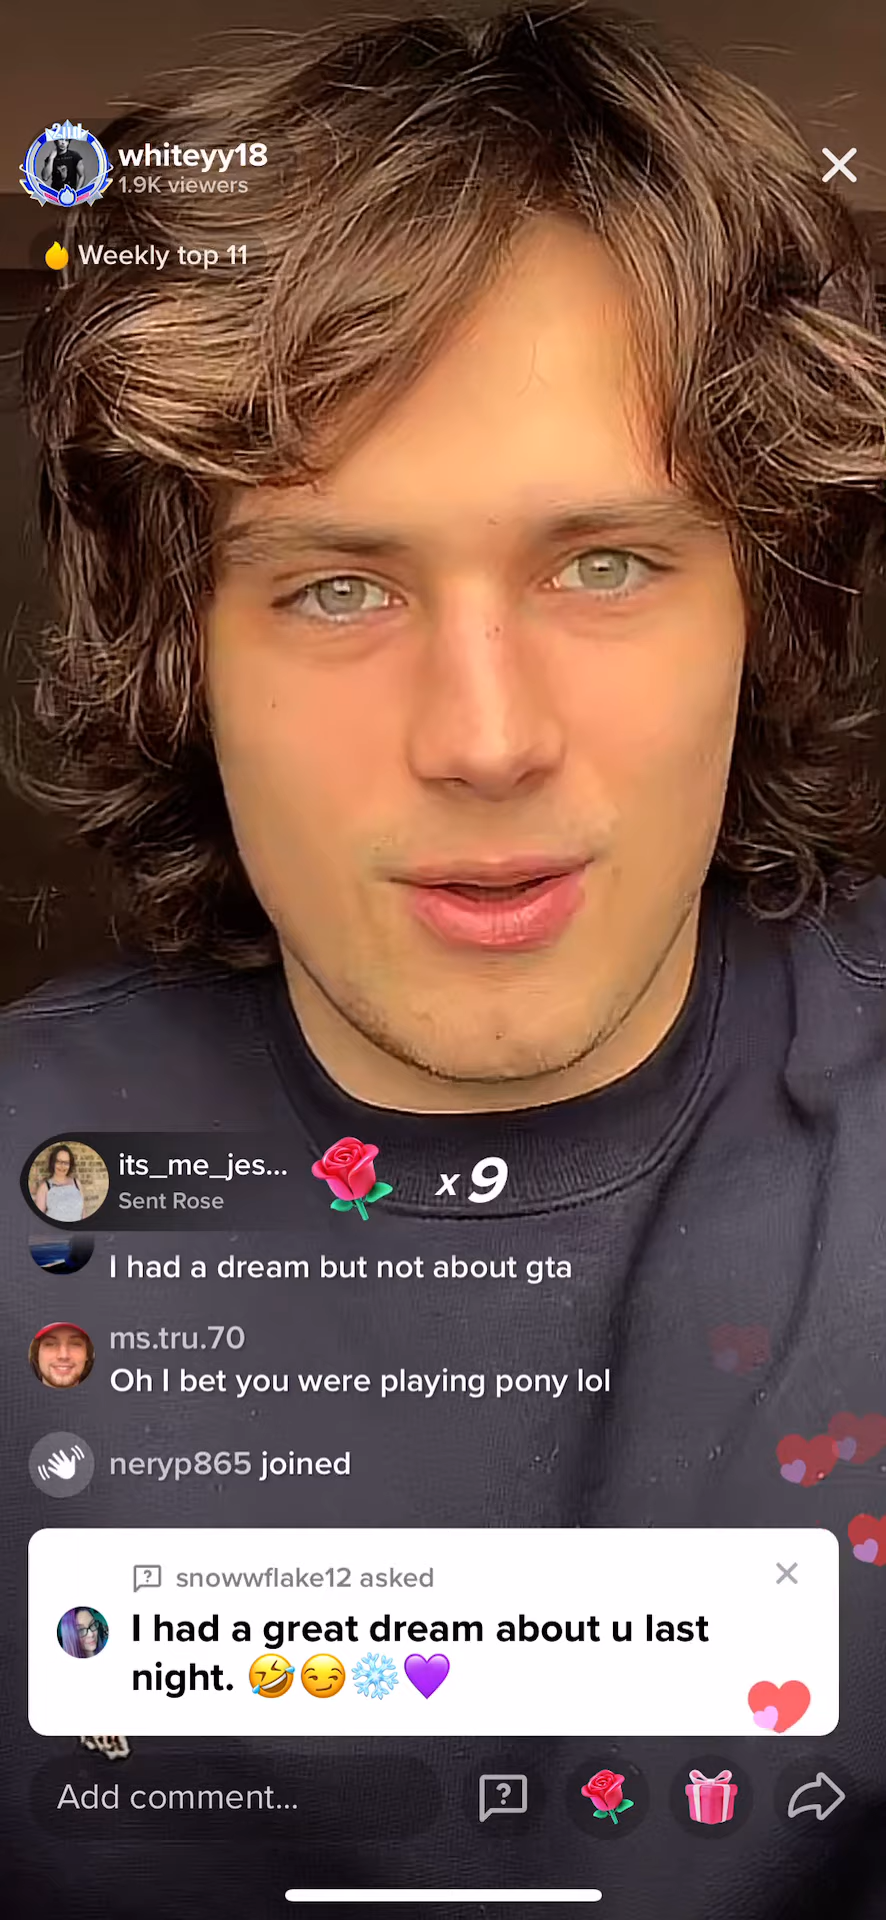 2nd
whiteyy18
1.9K viewers
Weekly top 11
its_me_jes...
Sent Rose
x 9
I had a dream but not about gta
ms.tru.70
Oh I bet you were playing pony lol
neryp865 joined
snowwflake12 asked
I had a great dream about u last
night. 🤣😏❄️💜
Add comment...